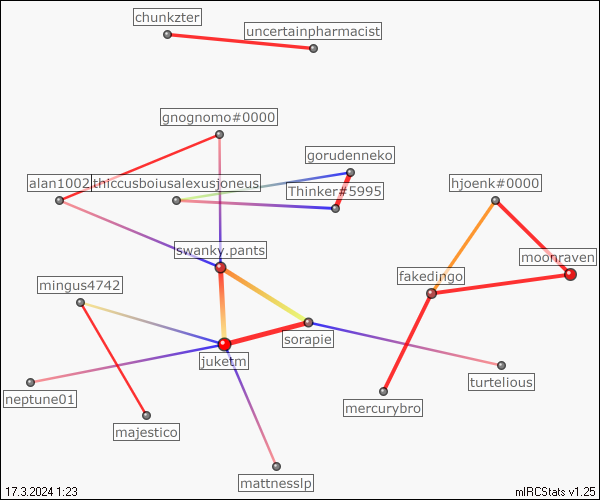 chunkzter
uncertainpharmacist
gnognomo#0000
gorudenneko
alan1002
thiccusboiusalexusjoneus
Thinker#5995
hjoenk#0000
swanky.pants
moonraven
fakedingo
mingus4742
sorapie
juketm
turtelious
neptune01
mercurybro
majestico
mattnesslp
17.3.2024 1:23
mIRCStats v1.25